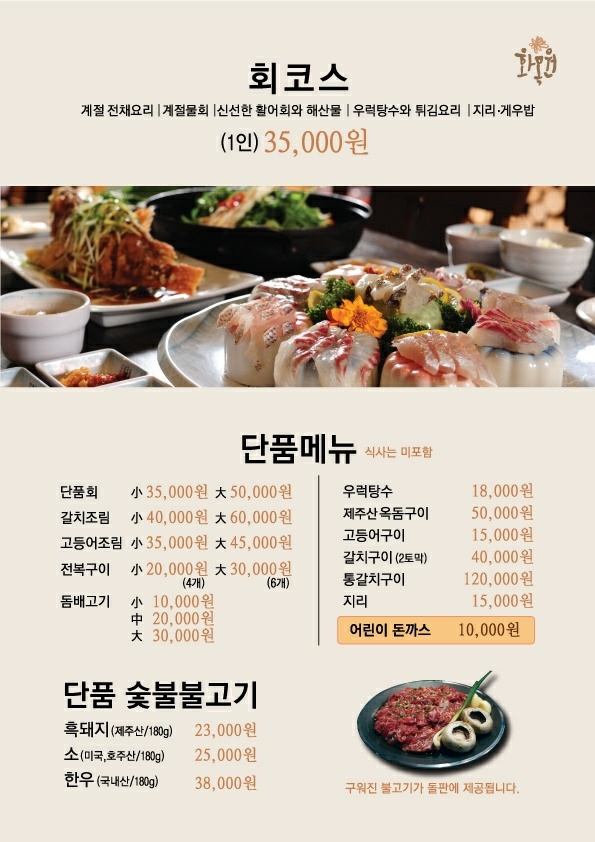 화목원
회코스
계절 전채요리 | 계절물회 | 신선한 활어회와 해산물 | 우럭탕수와 튀김요리 | 지리·게우밥
(1인) 35,000원
단품메뉴 식사는 미포함
단품회 小 35,000원 大 50,000원
갈치조림 小 40,000원 大 60,000원
고등어조림 小 35,000원 大 45,000원
전복구이 小 20,000원 大 30,000원
(4개) (6개)
돔배고기 小 10,000원
中 20,000원
大 30,000원
우럭탕수 18,000원
제주산옥돔구이 50,000원
고등어구이 15,000원
갈치구이 (2토막) 40,000원
통갈치구이 120,000원
지리 15,000원
어린이 돈까스 10,000원
단품 숯불불고기
흑돼지 (제주산/180g) 23,000원
소 (미국,호주산/180g) 25,000원
한우 (국내산/180g) 38,000원
구워진 불고기가 돌판에 제공됩니다.